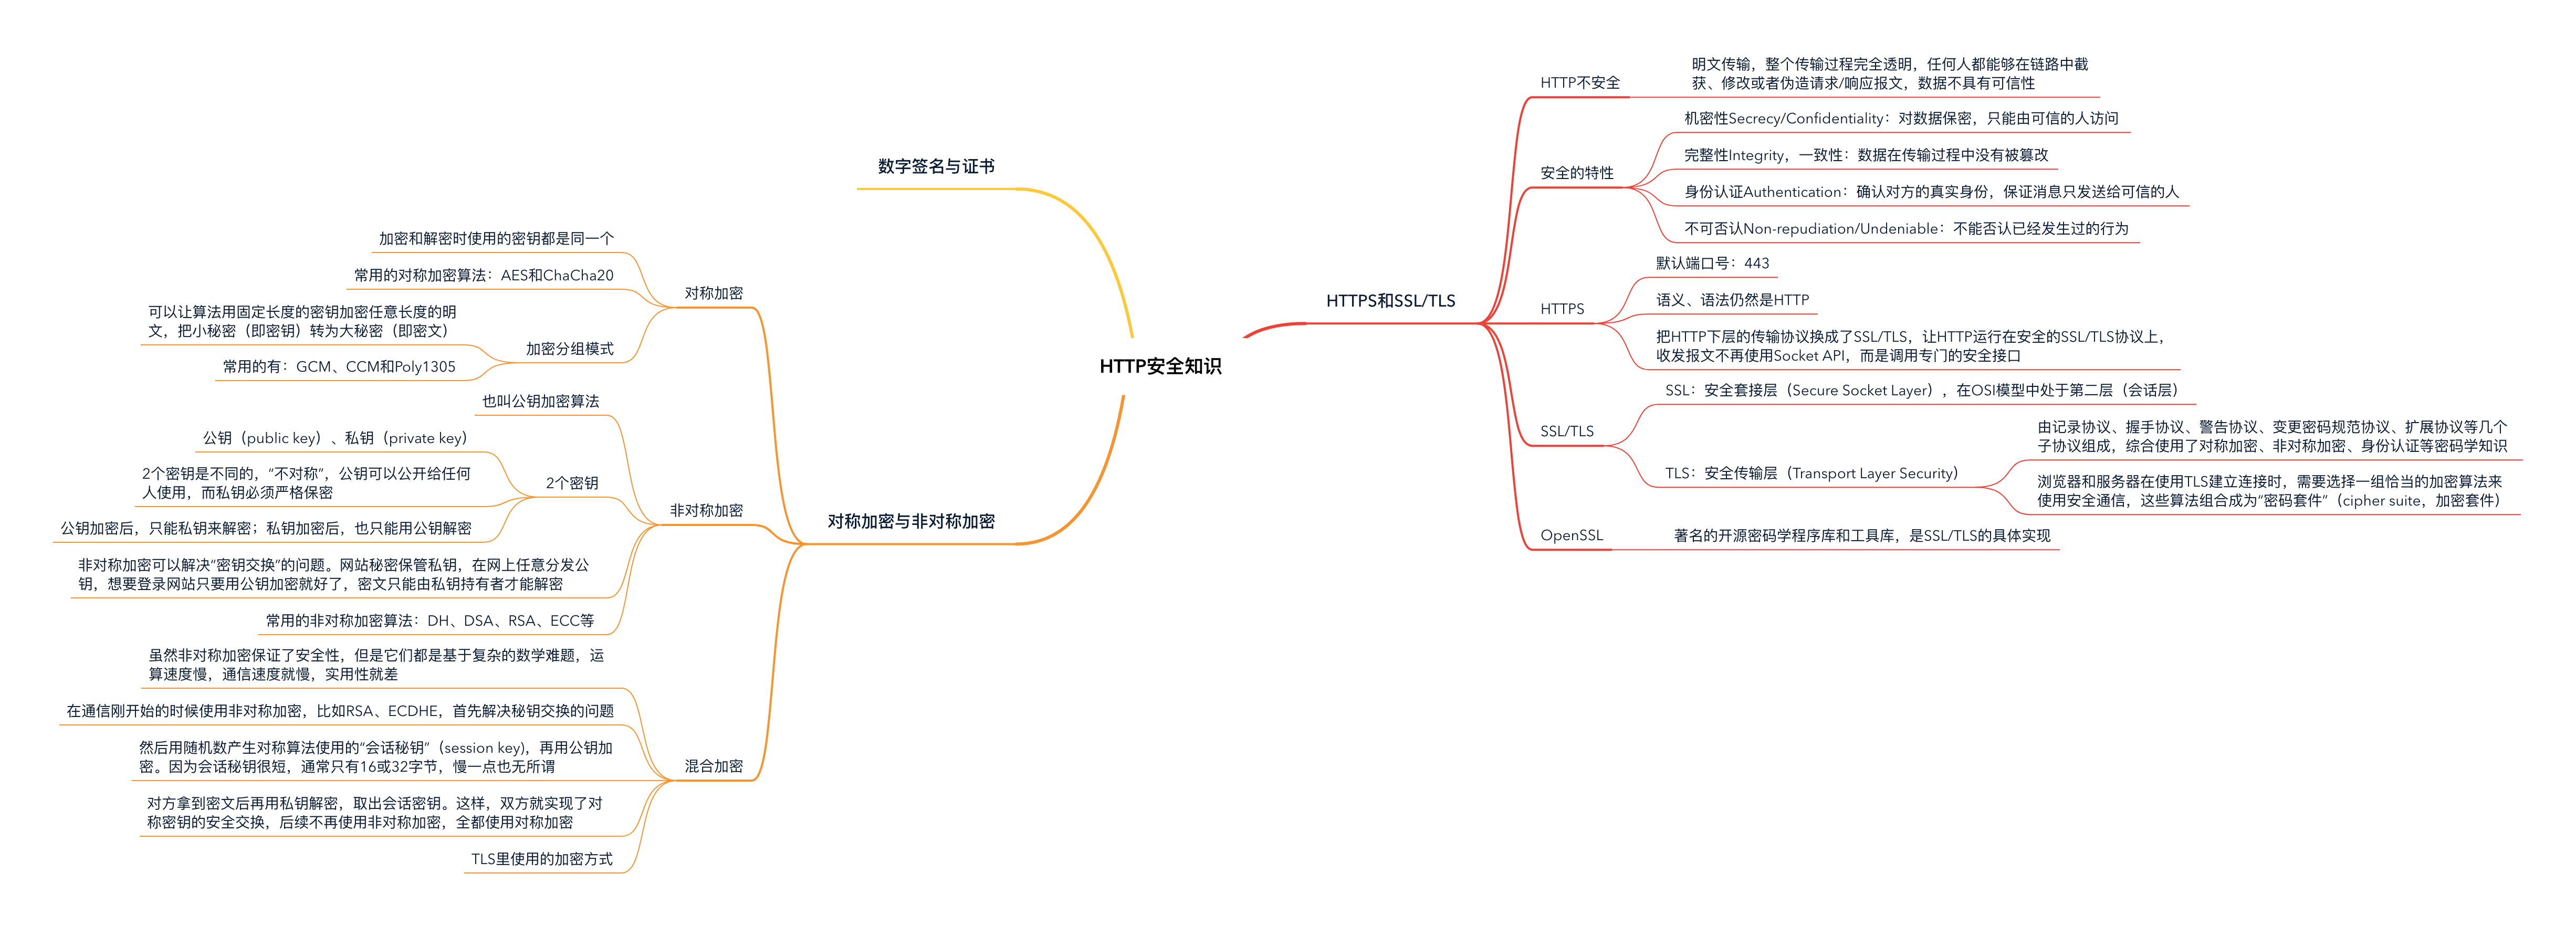 HTTP安全知识
HTTPS和SSL/TLS
HTTP不安全
明文传输，整个传输过程完全透明，任何人都能够在链路中截
获、修改或者伪造请求/响应报文，数据不具有可信性
安全的特性
机密性Secrecy/Confidentiality：对数据保密，只能由可信的人访问
完整性Integrity，一致性：数据在传输过程中没有被篡改
身份认证Authentication：确认对方的真实身份，保证消息只发送给可信的人
不可否认Non-repudiation/Undeniable：不能否认已经发生过的行为
HTTPS
默认端口号：443
语义、语法仍然是HTTP
把HTTP下层的传输协议换成了SSL/TLS，让HTTP运行在安全的SSL/TLS协议上，
收发报文不再使用Socket API，而是调用专门的安全接口
SSL/TLS
SSL：安全套接层（Secure Socket Layer），在OSI模型中处于第二层（会话层）
TLS：安全传输层（Transport Layer Security）
由记录协议、握手协议、警告协议、变更密码规范协议、扩展协议等几个
子协议组成，综合使用了对称加密、非对称加密、身份认证等密码学知识
浏览器和服务器在使用TLS建立连接时，需要选择一组恰当的加密算法来
使用安全通信，这些算法组合成为“密码套件”（cipher suite，加密套件）
OpenSSL
著名的开源密码学程序库和工具库，是SSL/TLS的具体实现
数字签名与证书
对称加密与非对称加密
对称加密
加密和解密时使用的密钥都是同一个
常用的对称加密算法：AES和ChaCha20
加密分组模式
可以让算法用固定长度的密钥加密任意长度的明
文，把小秘密（即密钥）转为大秘密（即密文）
常用的有：GCM、CCM和Poly1305
非对称加密
也叫公钥加密算法
2个密钥
公钥（public key）、私钥（private key）
2个密钥是不同的，“不对称”，公钥可以公开给任何
人使用，而私钥必须严格保密
公钥加密后，只能私钥来解密；私钥加密后，也只能用公钥解密
非对称加密可以解决“密钥交换”的问题。网站秘密保管私钥，在网上任意分发公
钥，想要登录网站只要用公钥加密就好了，密文只能由私钥持有者才能解密
常用的非对称加密算法：DH、DSA、RSA、ECC等
混合加密
虽然非对称加密保证了安全性，但是它们都是基于复杂的数学难题，运
算速度慢，通信速度就慢，实用性就差
在通信刚开始的时候使用非对称加密，比如RSA、ECDHE，首先解决秘钥交换的问题
然后用随机数产生对称算法使用的“会话秘钥”（session key)，再用公钥加
密。因为会话秘钥很短，通常只有16或32字节，慢一点也无所谓
对方拿到密文后再用私钥解密，取出会话密钥。这样，双方就实现了对
称密钥的安全交换，后续不再使用非对称加密，全都使用对称加密
TLS里使用的加密方式